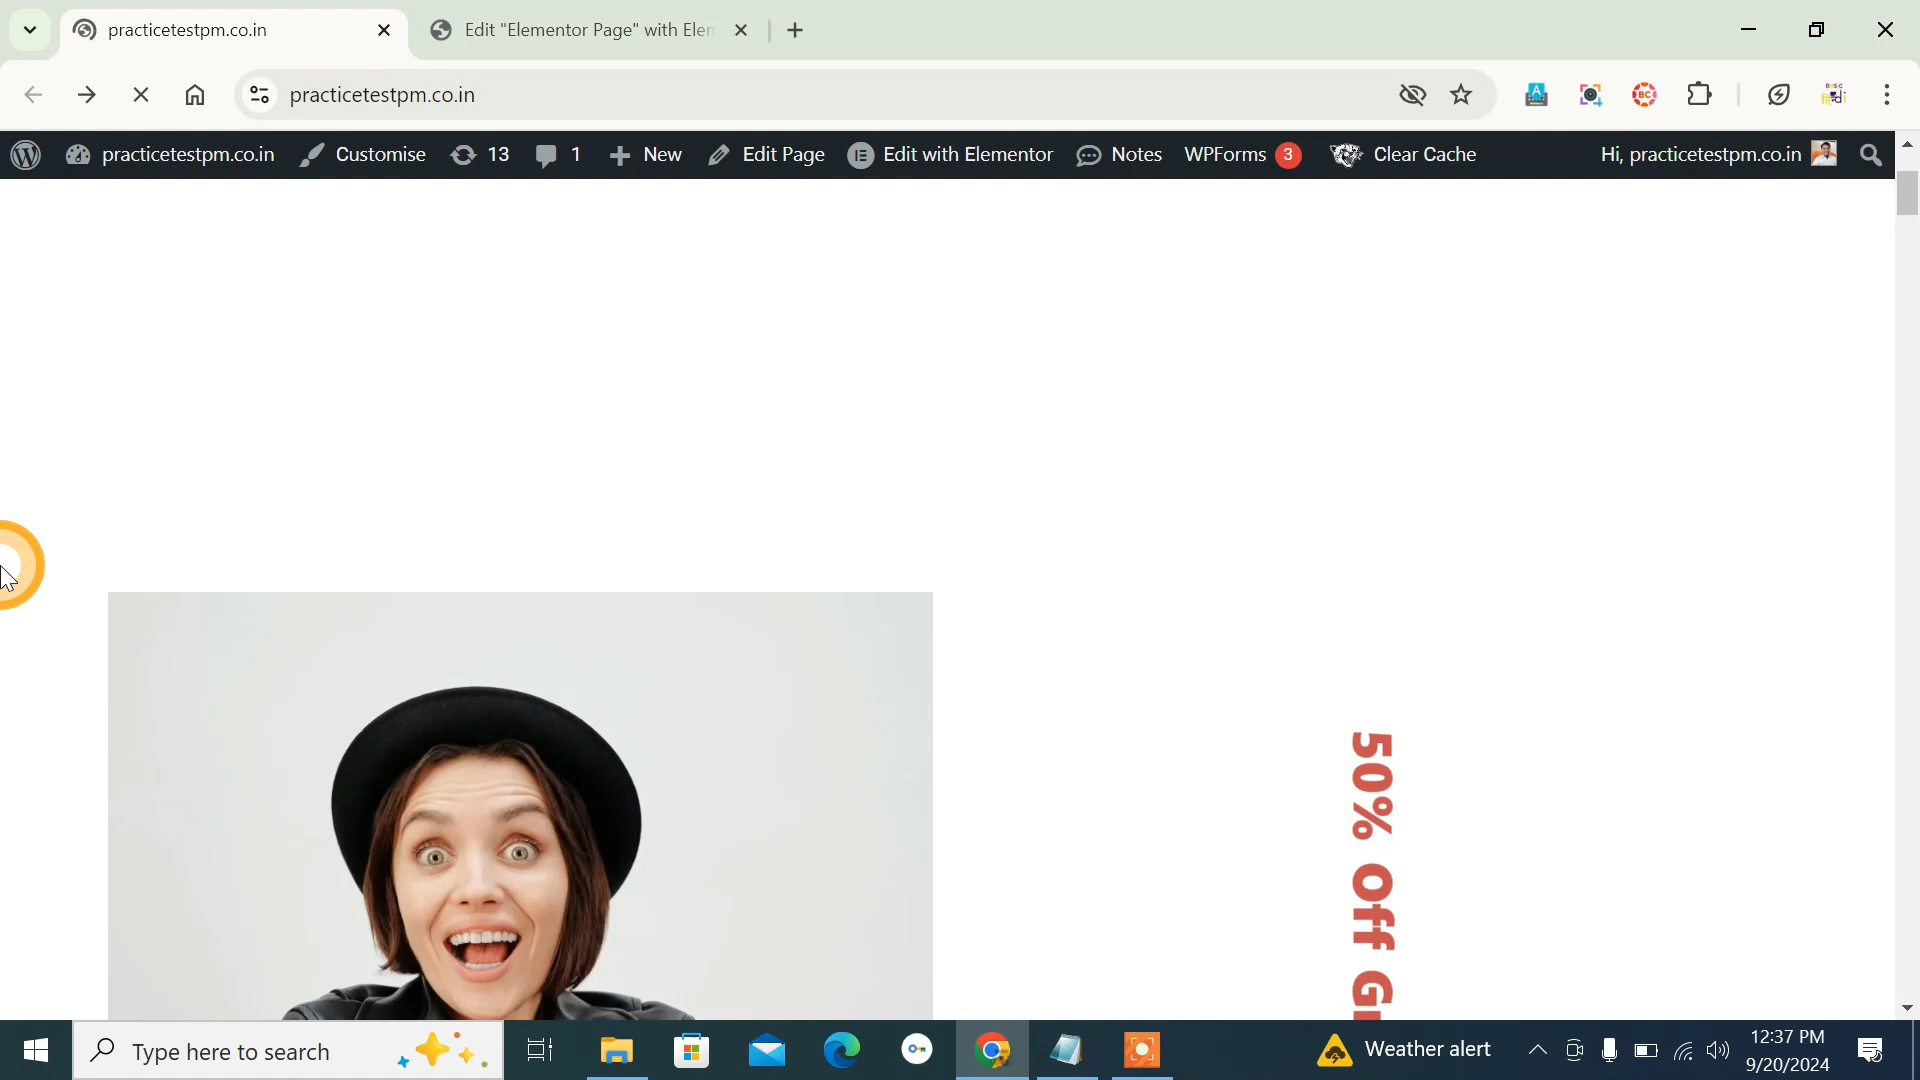 practicetestpm.co.in
Edit "Elementor Page" with Elen
practicetestpm.co.in
practicetestpm.co.in Customise 13 1 New Edit Page Edit with Elementor Notes WPForms 3 Clear Cache Hi, practicetestpm.co.in
50% Off
Type here to search
Weather alert
12:37 PM
9/20/2024